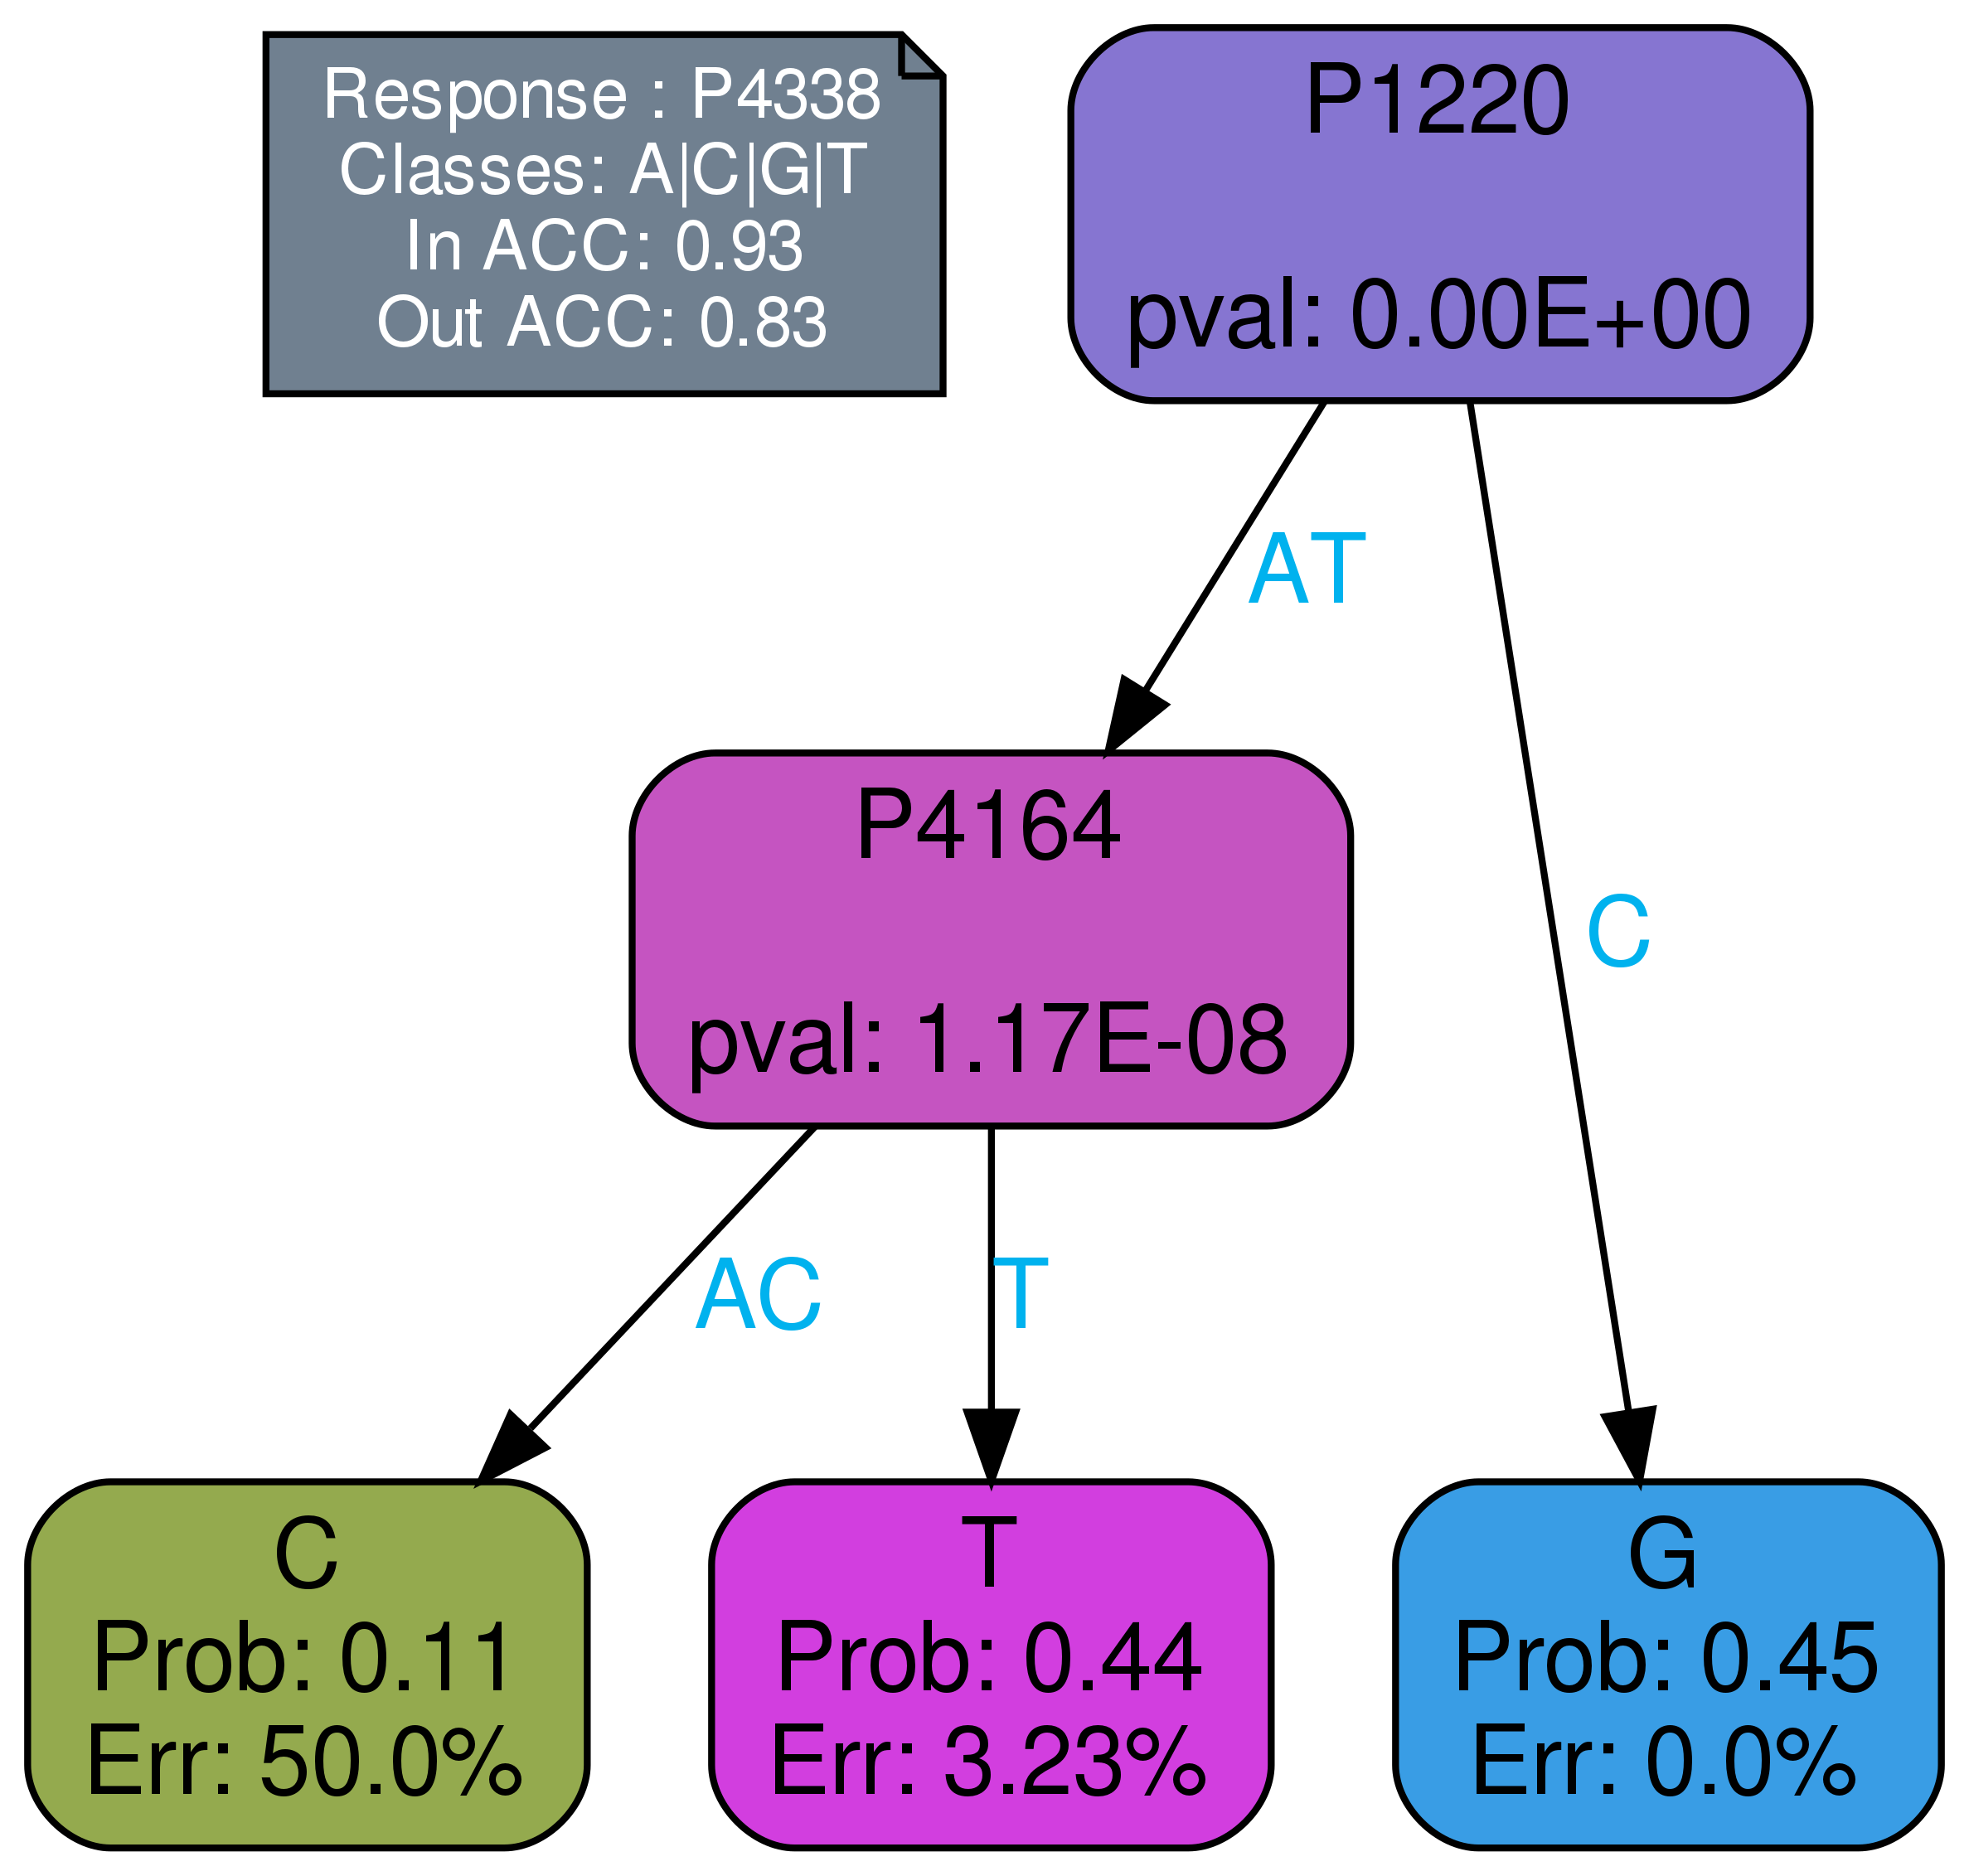 Response : P4338
Classes: A|C|G|T
In ACC: 0.93
Out ACC: 0.83
P1220
pval: 0.00E+00
AT
P4164
pval: 1.17E-08
C
AC
T
C
Prob: 0.11
Err: 50.0%
T
Prob: 0.44
Err: 3.23%
G
Prob: 0.45
Err: 0.0%